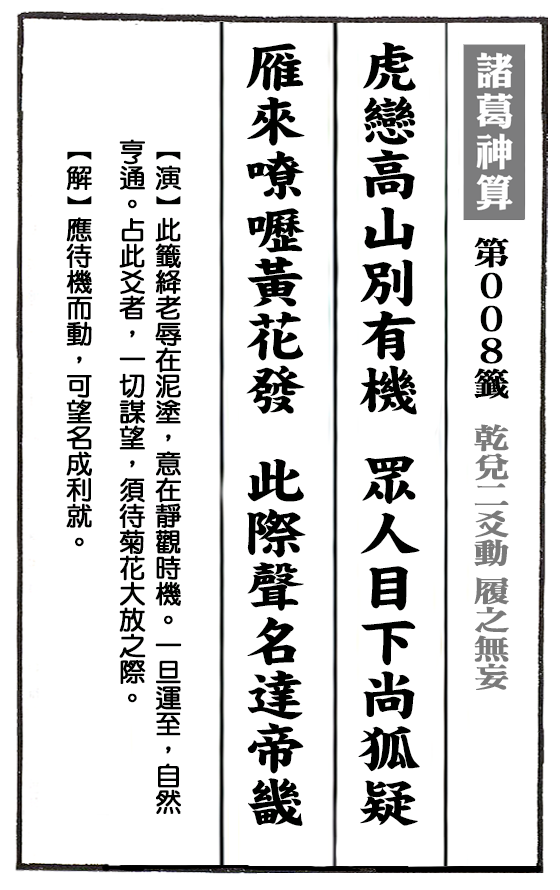 諸葛神算 第008籤 乾兌二爻動 履之無妄
虎戀高山別有機 眾人目下尚狐疑
雁來嘹嚦黃花發 此際聲名達帝畿
【演】此籤絳老辱在泥塗，意在靜觀時機。一旦運至，自然
亨通。占此爻者，一切謀望，須待菊花大放之際。
【解】應待機而動，可望名成利就。